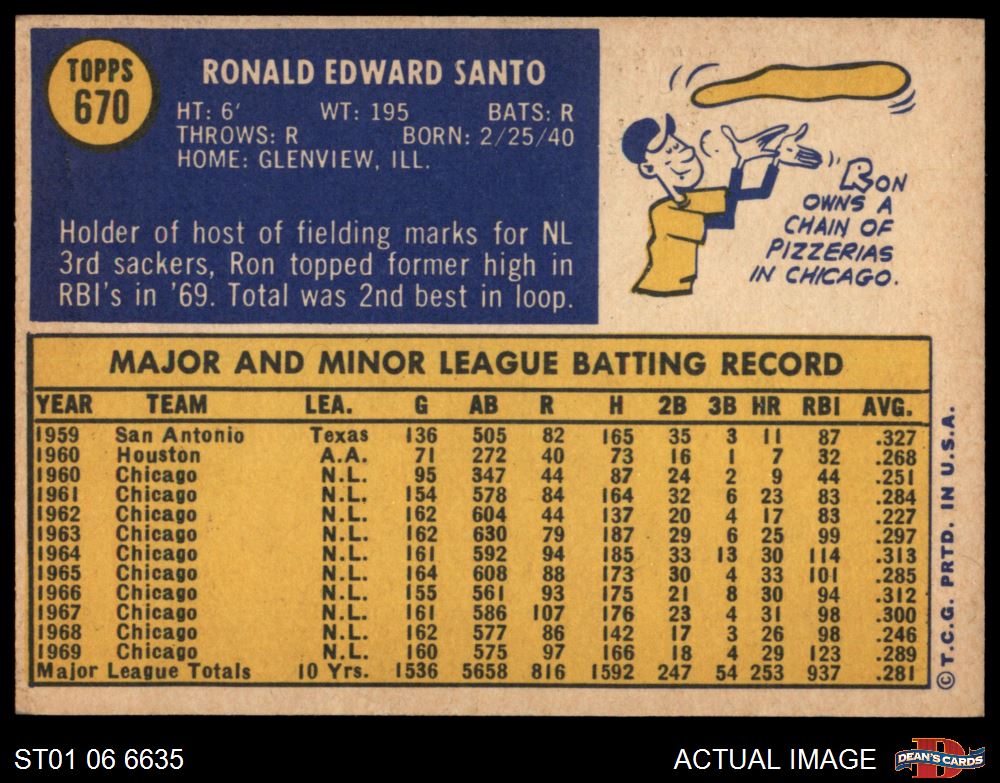 TOPPS
670
RONALD EDWARD SANTO
HT: 6' WT: 195 BATS: R
THROWS: R BORN: 2/25/40
HOME: GLENVIEW, ILL.
Holder of host of fielding marks for NL
3rd sackers, Ron topped former high in
RBI's in '69. Total was 2nd best in loop.
RON
OWNS A
CHAIN OF
PIZZERIAS
IN CHICAGO.
MAJOR AND MINOR LEAGUE BATTING RECORD
YEAR TEAM LEA. G AB R H 2B 3B HR RBI AVG.
1959 San Antonio Texas 136 505 82 165 35 3 11 87 .327
1960 Houston A.A. 71 272 40 73 16 1 7 32 .268
1960 Chicago N.L. 95 347 44 87 24 2 9 44 .251
1961 Chicago N.L. 154 578 84 164 32 6 23 83 .284
1962 Chicago N.L. 162 604 44 137 20 4 17 83 .227
1963 Chicago N.L. 162 630 79 187 29 6 25 99 .297
1964 Chicago N.L. 161 592 94 185 33 13 30 114 .313
1965 Chicago N.L. 164 608 88 173 30 4 33 101 .285
1966 Chicago N.L. 155 561 93 175 21 8 30 94 .312
1967 Chicago N.L. 161 586 107 176 23 4 31 98 .300
1968 Chicago N.L. 162 577 86 142 17 3 26 98 .246
1969 Chicago N.L. 160 575 97 166 18 4 29 123 .289
Major League Totals 10 Yrs. 1536 5658 816 1592 247 54 253 937 .281
©T.C.G. PRTD. IN U.S.A.
ST01 06 6635
ACTUAL IMAGE
D
DEAN'S CARDS